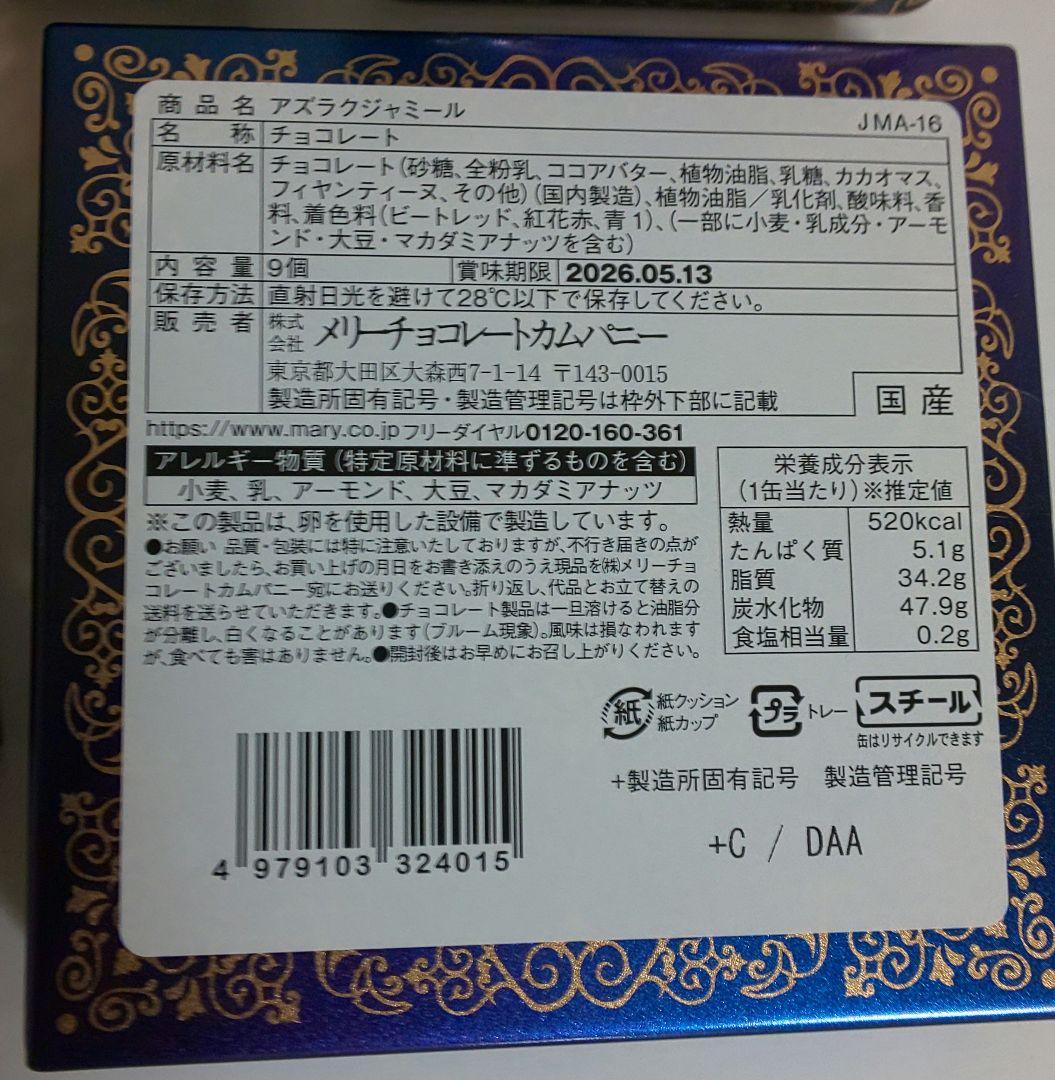 商品名 アズラクジャミール
JMA-16
名称 チョコレート
原材料名 チョコレート(砂糖、全粉乳、ココアバター、植物油脂、乳糖、カカオマス、
フィヤンティーヌ、その他)(国内製造)、植物油脂/乳化剤、酸味料、香
料、着色料(ビートレッド、紅花赤、青1)、(一部に小麦・乳成分・アーモ
ンド・大豆・マカダミアナッツを含む)
内容量 9個 賞味期限 2026.05.13
保存方法 直射日光を避けて28℃以下で保存してください。
販売者 株式会社 メリーチョコレートカムパニー
東京都大田区大森西7-1-14 〒143-0015
製造所固有記号・製造管理記号は枠外下部に記載
国産
https://www.mary.co.jp フリーダイヤル0120-160-361
アレルギー物質(特定原材料に準ずるものを含む)
小麦、乳、アーモンド、大豆、マカダミアナッツ
※この製品は、卵を使用した設備で製造しています。
●お願い 品質・包装には特に注意いたしておりますが、不行き届きの点が
ございましたら、お買い上げの月日をお書き添えのうえ現品を㈱メリーチョ
コレートカムパニー宛にお送りください。折り返し、代品とお立て替えの
送料を送らせていただきます。●チョコレート製品は一旦溶けると油脂分
が分離し、白くなることがあります(ブルーム現象)。風味は損なわれます
が、食べても害はありません。●開封後はお早めにお召し上がりください。
栄養成分表示
(1缶当たり)※推定値
熱量 520kcal
たんぱく質 5.1g
脂質 34.2g
炭水化物 47.9g
食塩相当量 0.2g
紙 紙クッション
紙カップ
プラ トレー
スチール
缶はリサイクルできます
+製造所固有記号 製造管理記号
+C / DAA
4 979103 324015